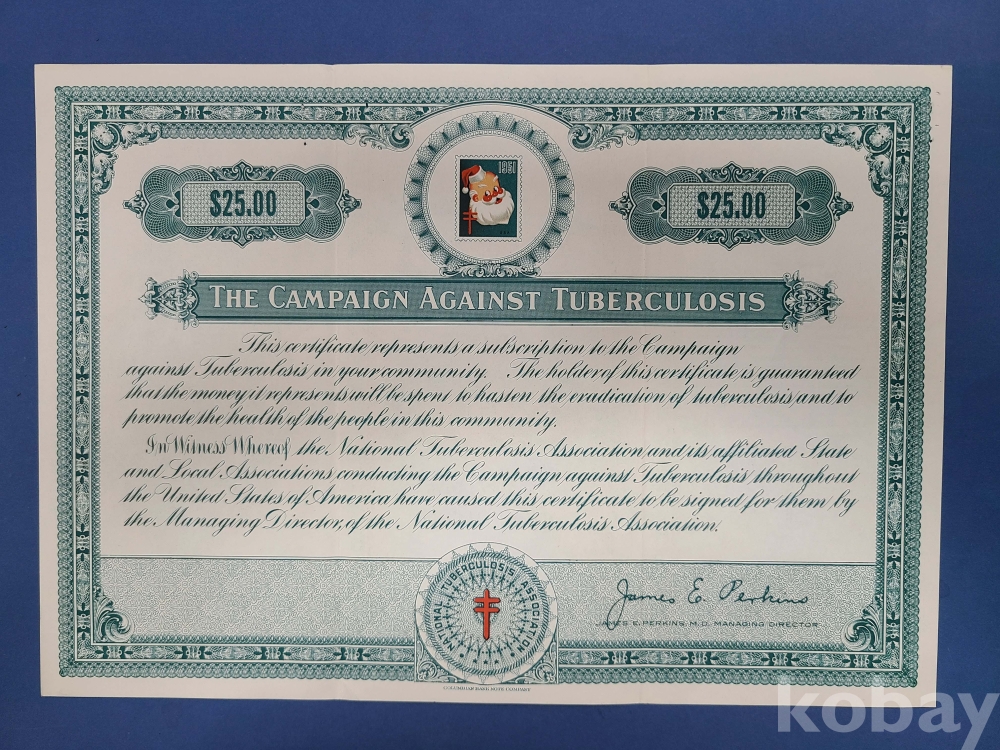 1951
$25.00
$25.00
THE CAMPAIGN AGAINST TUBERCULOSIS
This certificate represents a subscription to the Campaign
against Tuberculosis in your community. The holder of this certificate is guaranteed
that the money it represents will be spent to hasten the eradication of tuberculosis and to
promote the health of the people in this community.
In Witness Whereof the National Tuberculosis Association and its affiliated State
and Local Associations conducting the Campaign against Tuberculosis throughout
the United States of America have caused this certificate to be signed for them by
the Managing Director, of the National Tuberculosis Association.
NATIONAL TUBERCULOSIS ASSOCIATION
James E. Perkins
JAMES E. PERKINS, M.D. MANAGING DIRECTOR
COLUMBIAN BANK NOTE COMPANY
kobay